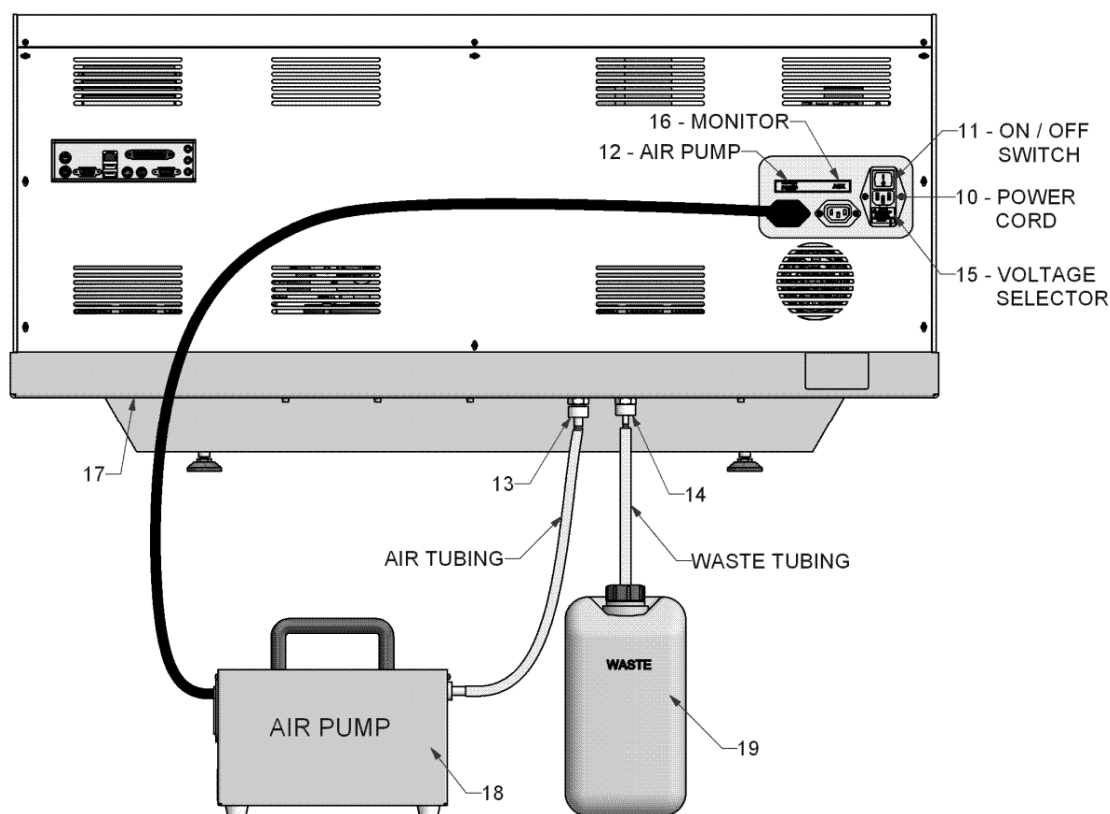 16 - MONITOR
12 - AIR PUMP
11 - ON / OFF
SWITCH
AUX
10 - POWER
CORD
15 - VOLTAGE
SELECTOR
17
13
14
AIR TUBING
WASTE TUBING
WASTE
AIR PUMP
19
18